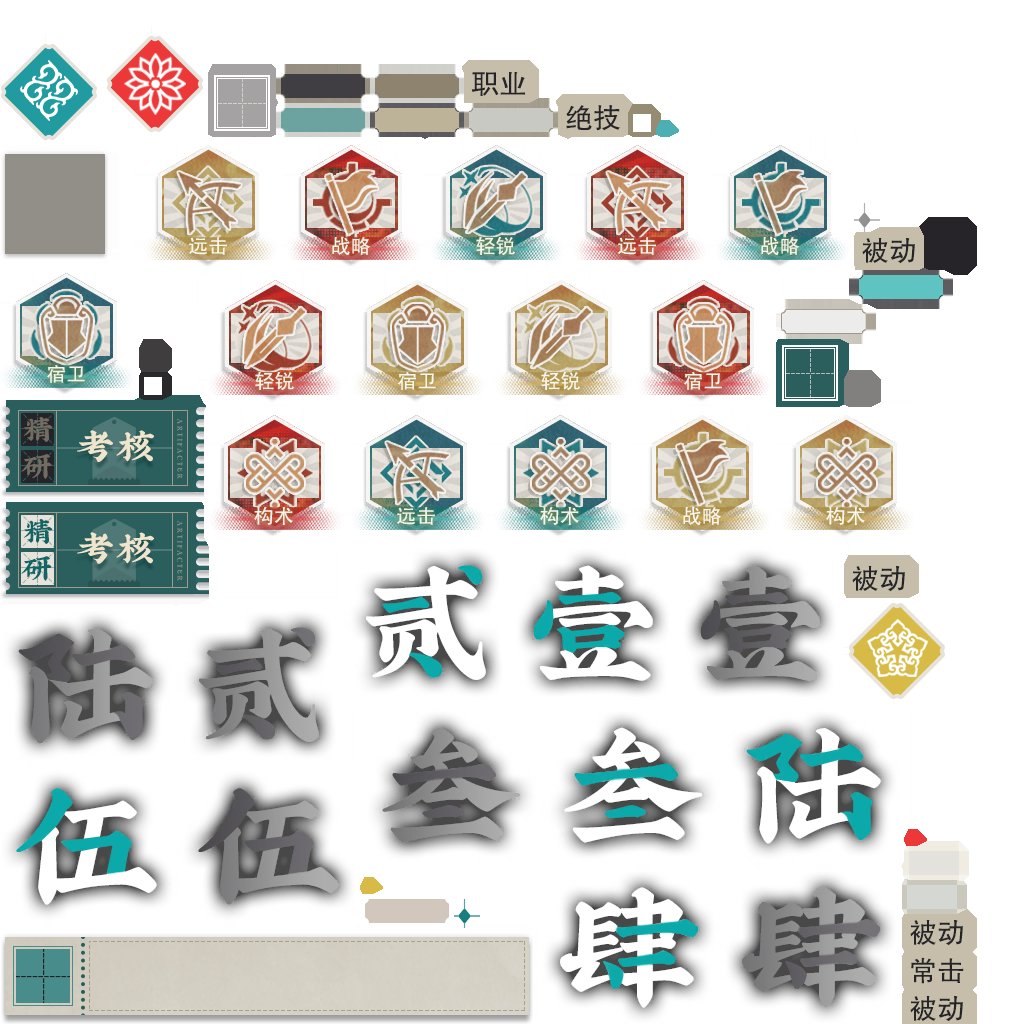 职业
绝技
远击
战略
轻锐
远击
战略
被动
宿卫
轻锐
宿卫
轻锐
宿卫
精研
考核
ARTIFACTER
构术
远击
构术
战略
构术
精研
考核
ARTIFACTER
贰
壹
壹
被动
陆
贰
叁
叁
陆
伍
伍
肆
肆
被动
常击
被动